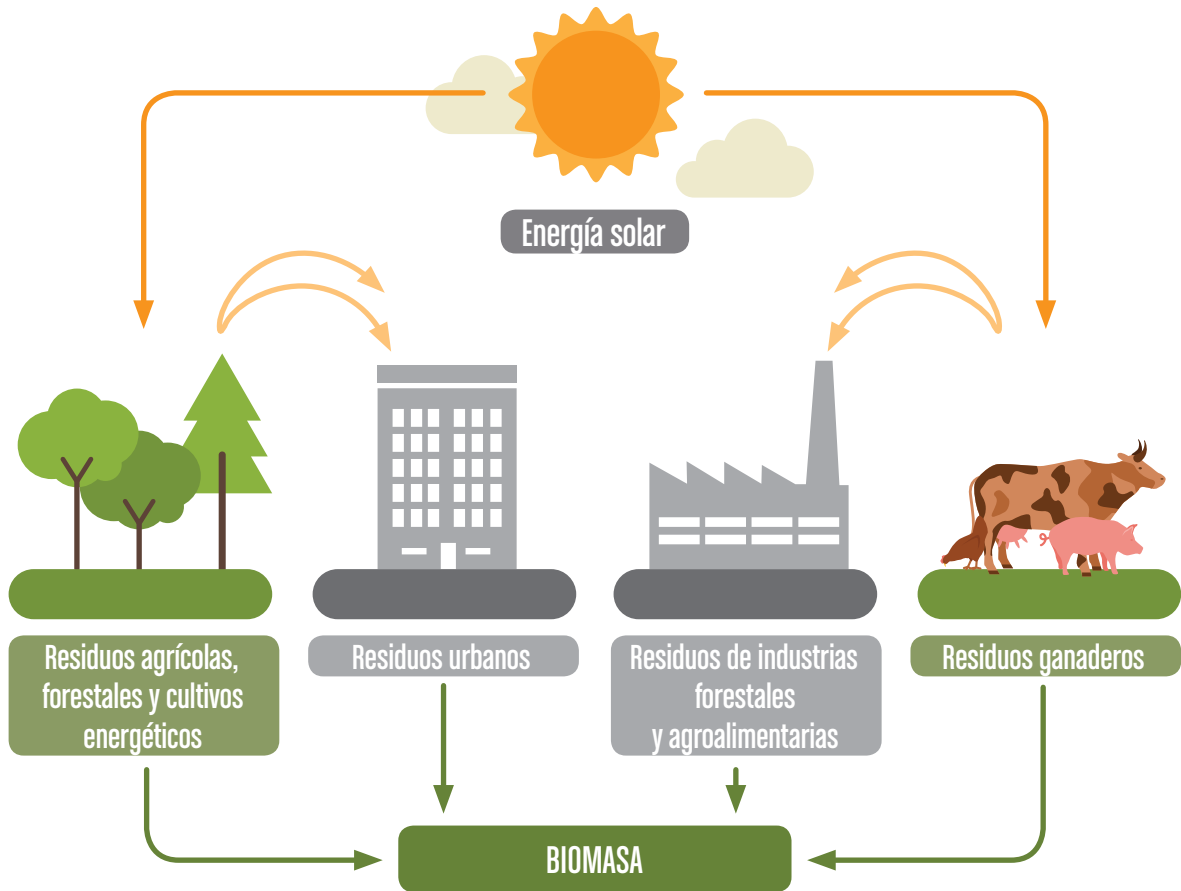 Energía solar
Residuos agrícolas,
forestales y cultivos
energéticos
Residuos urbanos
Residuos de industrias
forestales
y agroalimentarias
Residuos ganaderos
BIOMASA